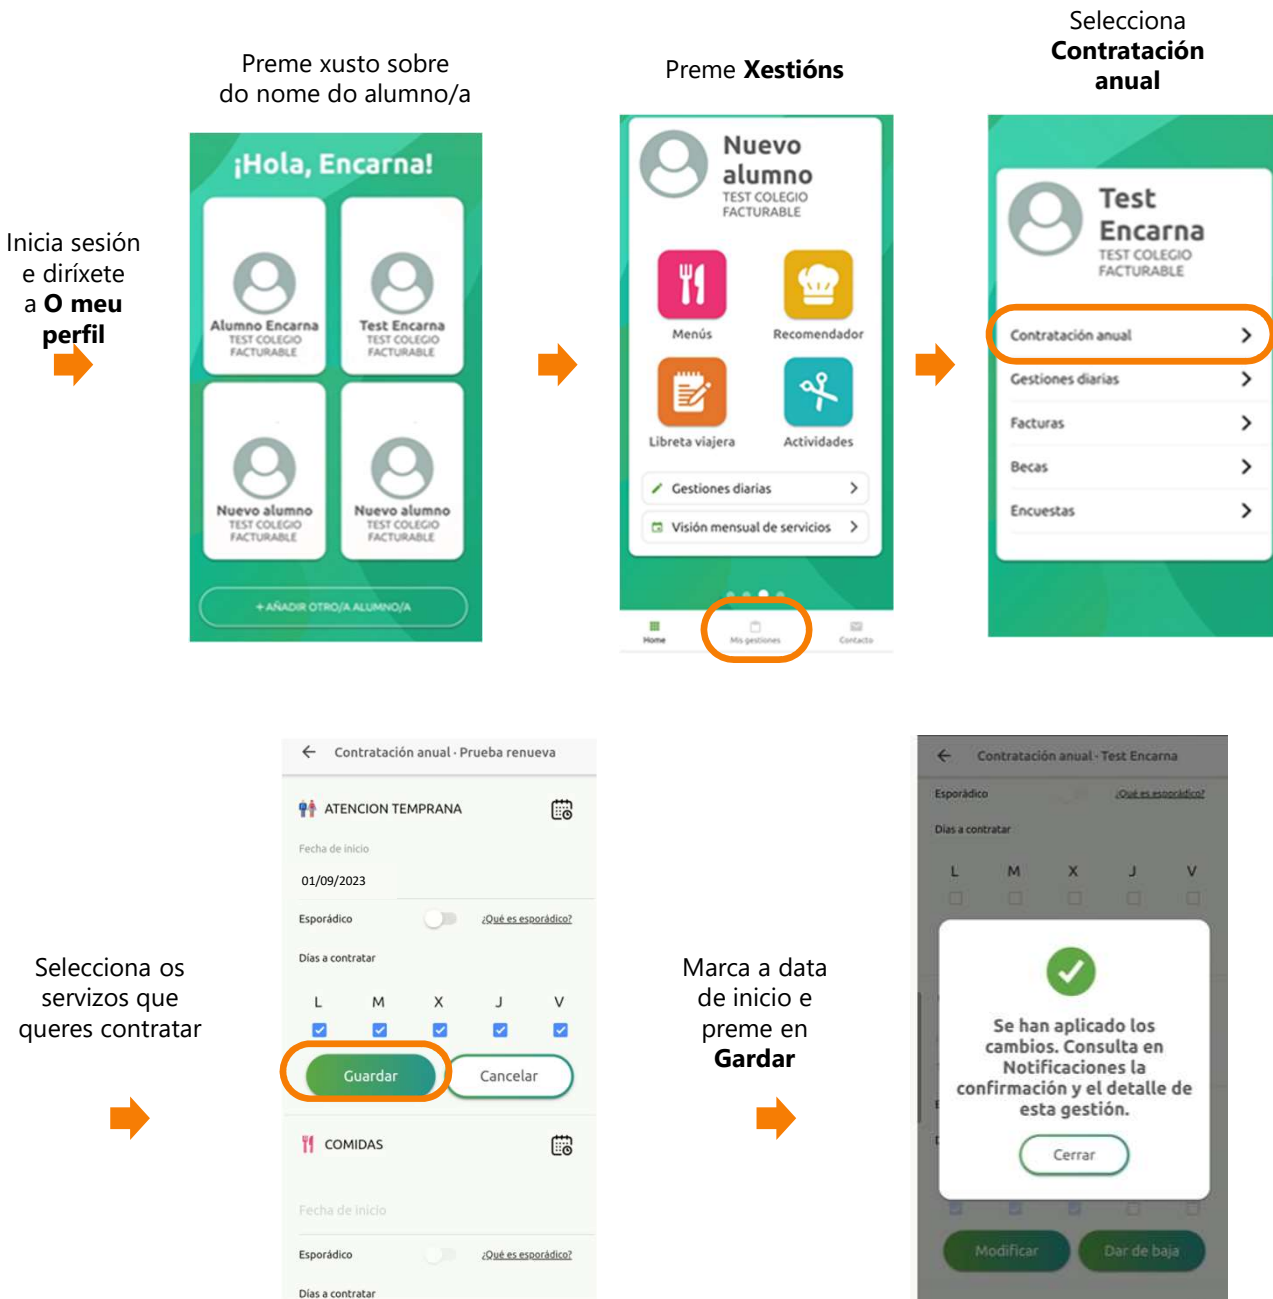 Inicia sesión
e diríxete
a O meu
perfil
Preme xusto sobre
do nome do alumno/a
¡Hola, Encarna!
Alumno Encarna
TEST COLEGIO
FACTURABLE
Test Encarna
TEST COLEGIO
FACTURABLE
Nuevo alumno
TEST COLEGIO
FACTURABLE
Nuevo alumno
TEST COLEGIO
FACTURABLE
+ AÑADIR OTRO/A ALUMNO/A
Preme Xestións
Nuevo
alumno
TEST COLEGIO
FACTURABLE
Menús
Recomendador
Libreta viajera
Actividades
Gestiones diarias
Visión mensual de servicios
Home
Mis gestiones
Contacto
Selecciona
Contratación
anual
Test
Encarna
TEST COLEGIO
FACTURABLE
Contratación anual
Gestiones diarias
Facturas
Becas
Encuestas
Selecciona os
servizos que
queres contratar
Contratación anual · Prueba renueva
ATENCION TEMPRANA
Fecha de inicio
01/09/2023
Esporádico
¿Qué es esporádico?
Días a contratar
L M X J V
Guardar
Cancelar
COMIDAS
Fecha de inicio
Esporádico
¿Qué es esporádico?
Días a contratar
Marca a data
de inicio e
preme en
Gardar
Contratación anual · Test Encarna
Esporádico
¿Qué es esporádico?
Días a contratar
L M X J V
Se han aplicado los
cambios. Consulta en
Notificaciones la
confirmación y el detalle de
esta gestión.
Cerrar
Modificar
Dar de baja